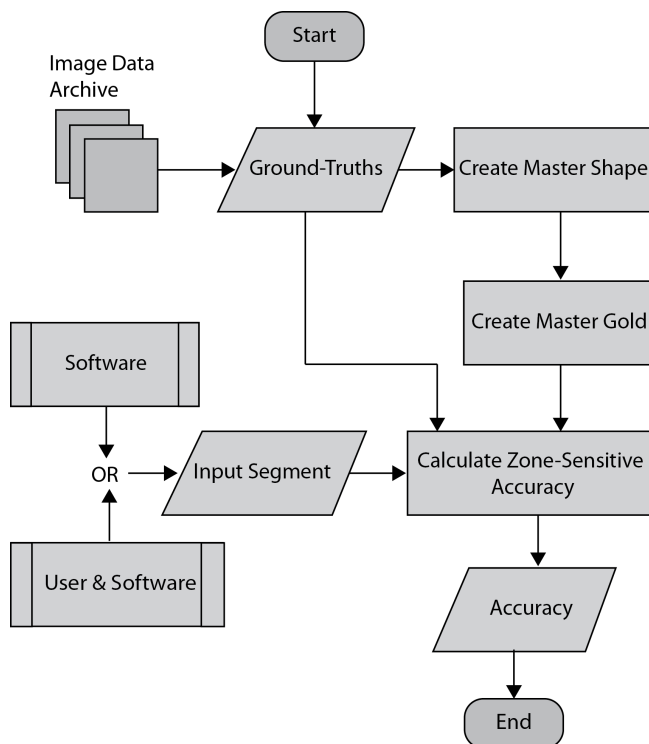 Start
Image Data
Archive
Ground-Truths
Create Master Shape
Create Master Gold
Software
OR
Input Segment
Calculate Zone-Sensitive
Accuracy
User & Software
Accuracy
End